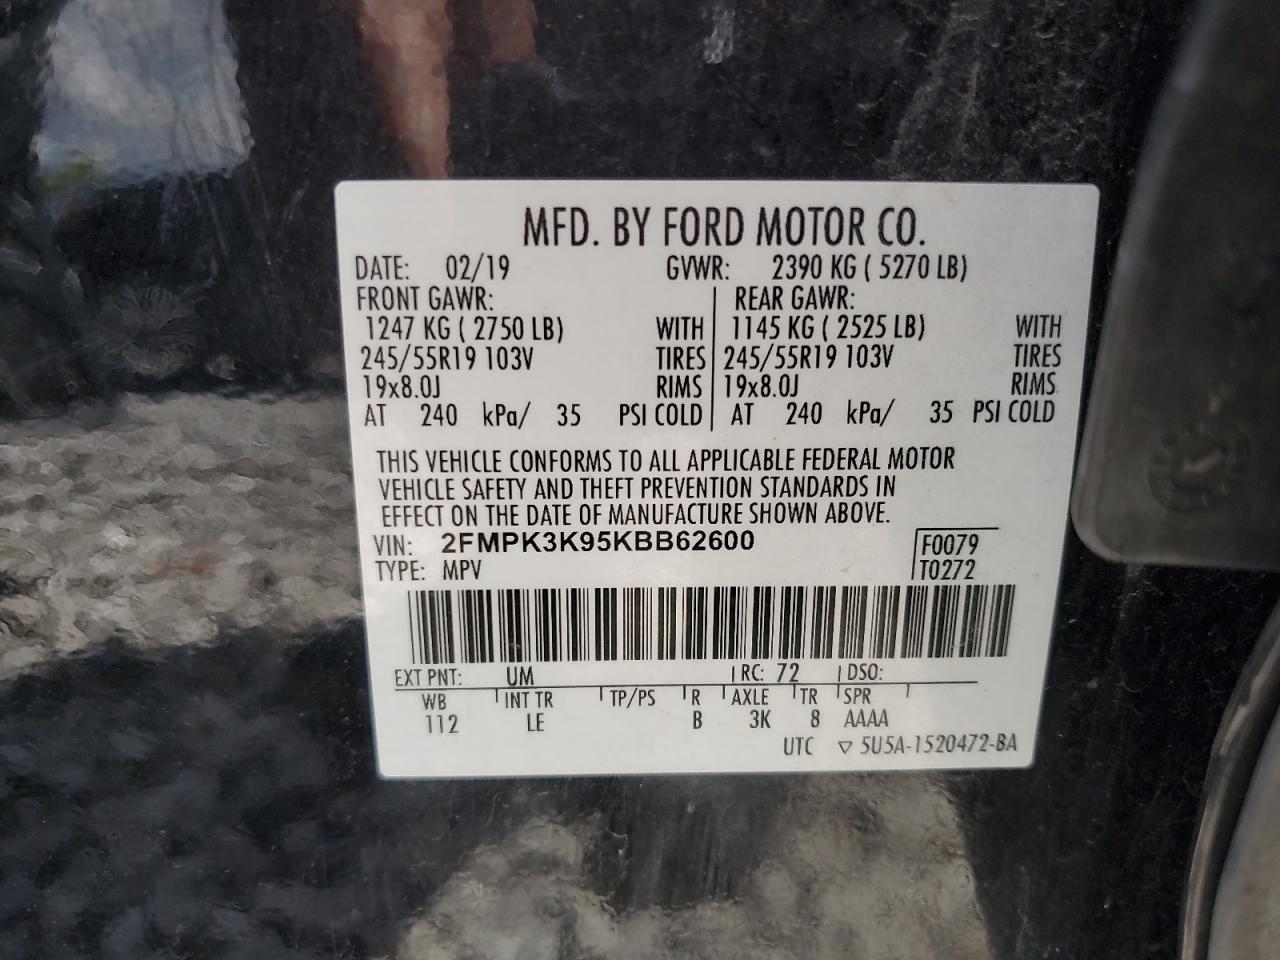 MFD. BY FORD MOTOR CO.
DATE: 02/19 GVWR: 2390 KG ( 5270 LB)
FRONT GAWR: REAR GAWR:
1247 KG ( 2750 LB) WITH 1145 KG ( 2525 LB) WITH
245/55R19 103V TIRES 245/55R19 103V TIRES
19x8.0J RIMS 19x8.0J RIMS
AT 240 kPa/ 35 PSI COLD AT 240 kPa/ 35 PSI COLD
THIS VEHICLE CONFORMS TO ALL APPLICABLE FEDERAL MOTOR
VEHICLE SAFETY AND THEFT PREVENTION STANDARDS IN
EFFECT ON THE DATE OF MANUFACTURE SHOWN ABOVE.
VIN: 2FMPK3K95KBB62600 F0079
TYPE: MPV T0272
EXT PNT: UM RC: 72 DSO:
WB INT TR TP/PS R AXLE TR SPR
112 LE B 3K 8 AAAA
UTC ▽ 5U5A-1520472-BA